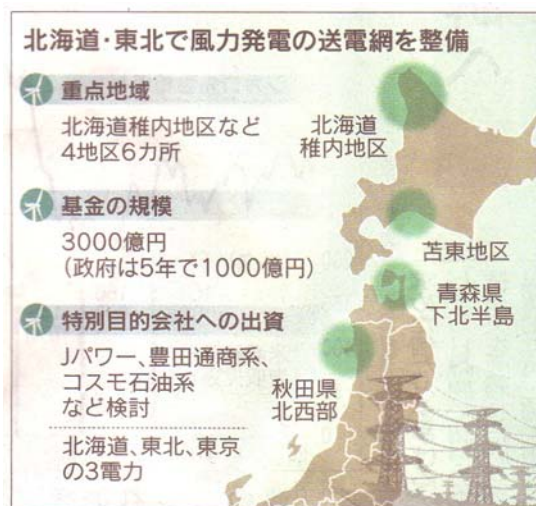 北海道・東北で風力発電の送電網を整備
重点地域
北海道稚内地区など
4地区6カ所
基金の規模
3000億円
(政府は5年で1000億円)
特別目的会社への出資
Jパワー、豊田通商系、
コスモ石油系
など検討
北海道、東北、東京
の3電力
北海道
稚内地区
苫東地区
青森県
下北半島
秋田県
北西部